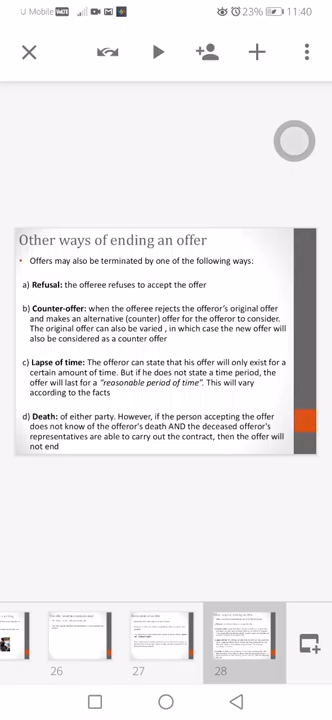 U Mobile VoLTE 23% 11:40
Other ways of ending an offer
• Offers may also be terminated by one of the following ways:
a) Refusal: the offeree refuses to accept the offer
b) Counter-offer: when the offeree rejects the offeror's original offer
and makes an alternative (counter) offer for the offeror to consider.
The original offer can also be varied , in which case the new offer will
also be considered as a counter offer
c) Lapse of time: The offeror can state that his offer will only exist for a
certain amount of time. But if he does not state a time period, the
offer will last for a "reasonable period of time". This will vary
according to the facts
d) Death: of either party. However, if the person accepting the offer
does not know of the offeror's death AND the deceased offeror's
representatives are able to carry out the contract, then the offer will
not end
26 27 28